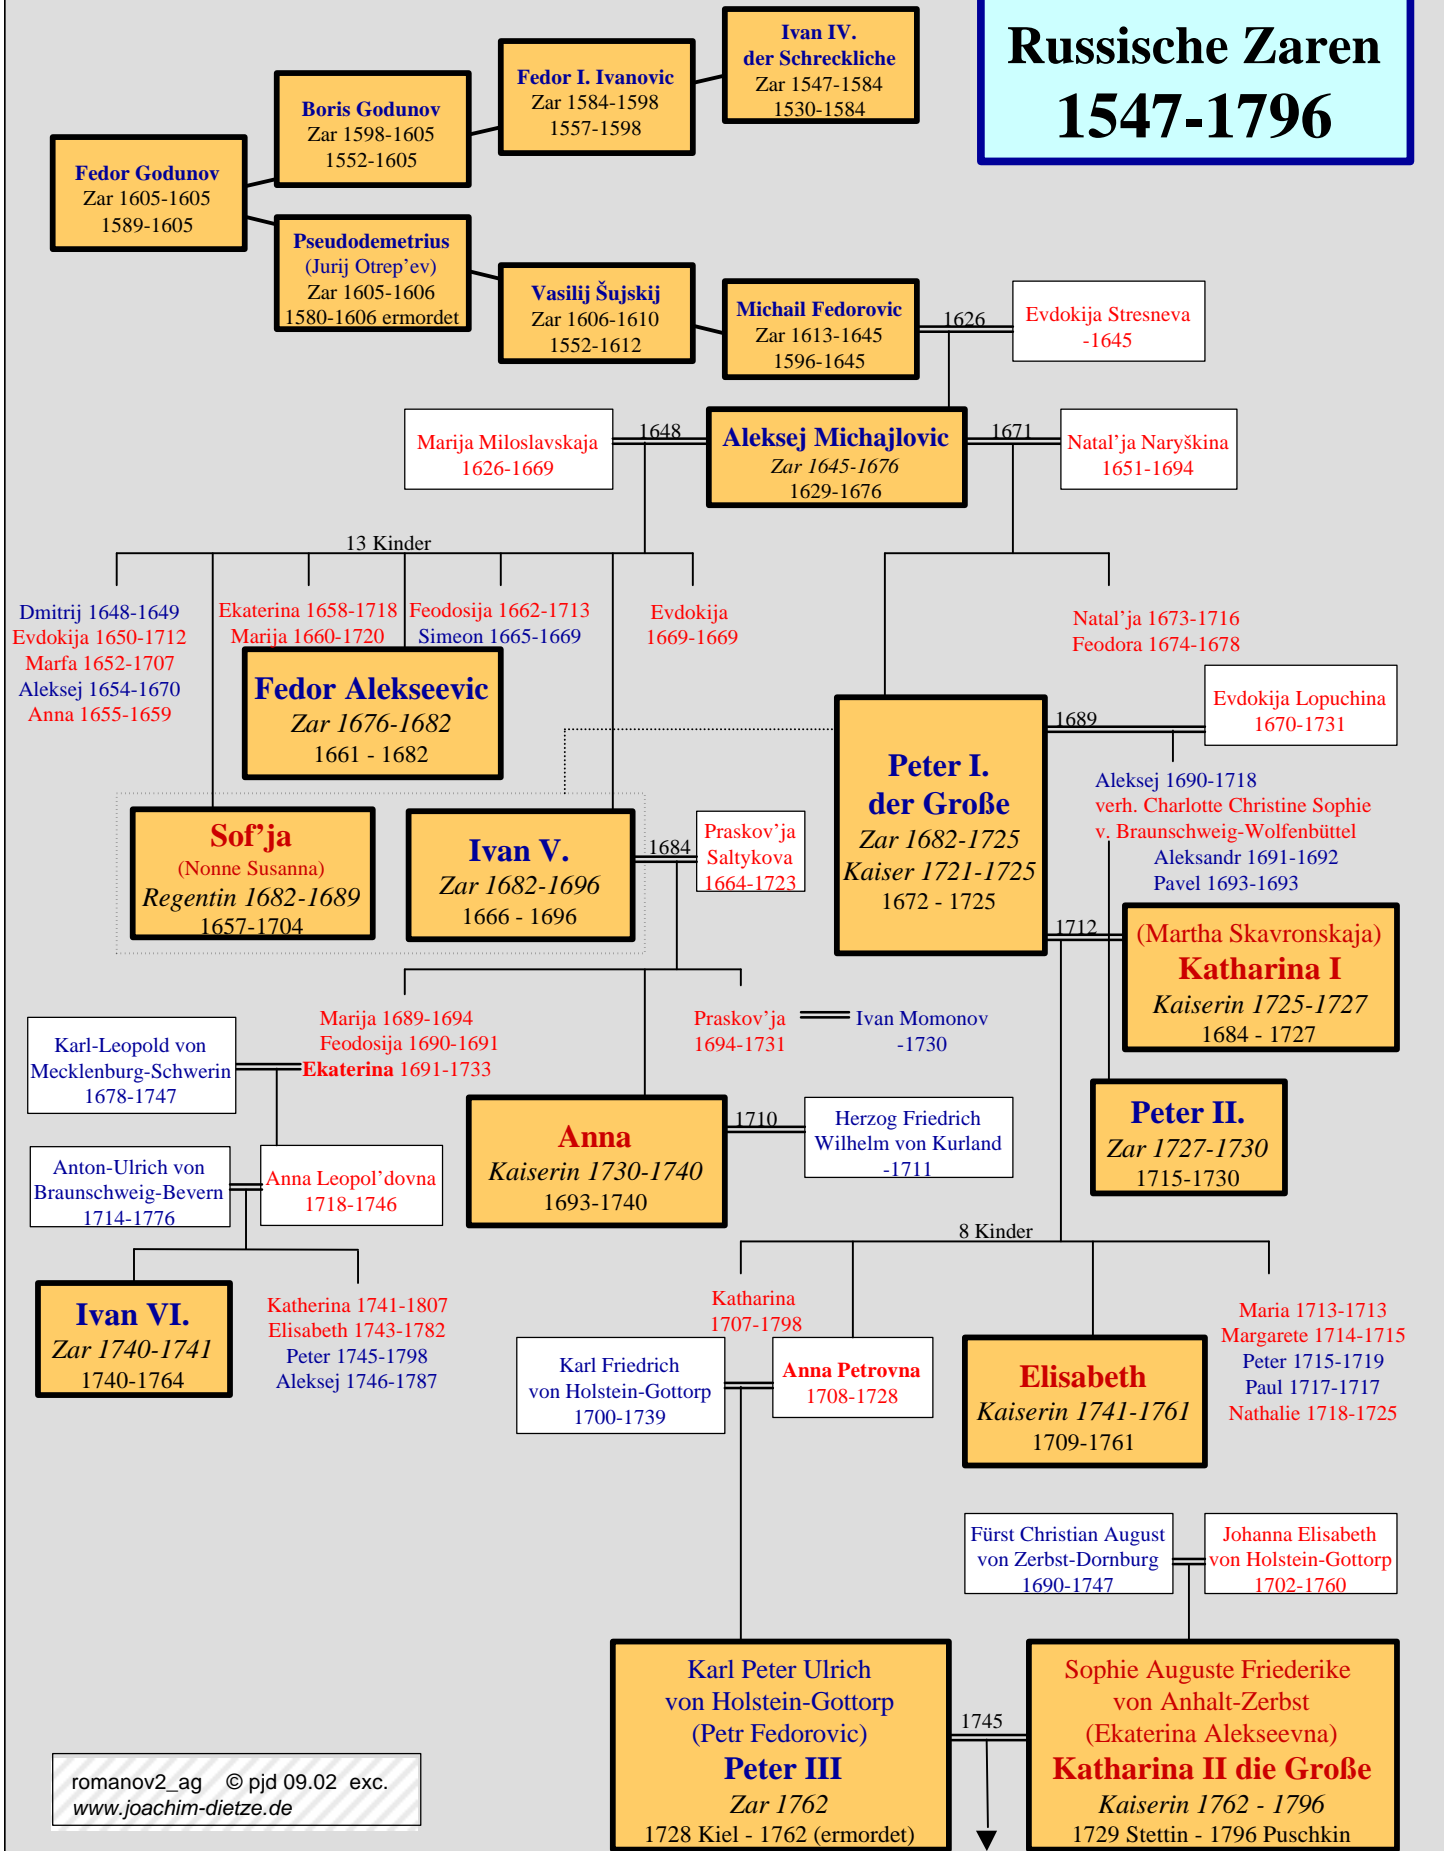 Russische Zaren
1547-1796
Ivan IV.
der Schreckliche
Zar 1547-1584
1530-1584
Fedor I. Ivanovic
Zar 1584-1598
1557-1598
Boris Godunov
Zar 1598-1605
1552-1605
Fedor Godunov
Zar 1605-1605
1589-1605
Pseudodemetrius
(Jurij Otrep’ev)
Zar 1605-1606
1580-1606 ermordet
Vasilij Šujskij
Zar 1606-1610
1552-1612
Michail Fedorovic
Zar 1613-1645
1596-1645
1626
Evdokija Stresneva
-1645
Marija Miloslavskaja
1626-1669
1648
Aleksej Michajlovic
Zar 1645-1676
1629-1676
1671
Natal’ja Naryškina
1651-1694
13 Kinder
Dmitrij 1648-1649
Evdokija 1650-1712
Marfa 1652-1707
Aleksej 1654-1670
Anna 1655-1659
Ekaterina 1658-1718
Marija 1660-1720
Feodosija 1662-1713
Simeon 1665-1669
Evdokija
1669-1669
Natal’ja 1673-1716
Feodora 1674-1678
Fedor Alekseevic
Zar 1676-1682
1661 - 1682
Peter I.
der Große
Zar 1682-1725
Kaiser 1721-1725
1672 - 1725
1689
Evdokija Lopuchina
1670-1731
Aleksej 1690-1718
verh. Charlotte Christine Sophie
v. Braunschweig-Wolfenbüttel
Aleksandr 1691-1692
Pavel 1693-1693
Sof’ja
(Nonne Susanna)
Regentin 1682-1689
1657-1704
Ivan V.
Zar 1682-1696
1666 - 1696
1684
Praskov’ja
Saltykova
1664-1723
1712
(Martha Skavronskaja)
Katharina I
Kaiserin 1725-1727
1684 - 1727
Marija 1689-1694
Feodosija 1690-1691
Ekaterina 1691-1733
Praskov’ja
1694-1731
Ivan Momonov
-1730
Karl-Leopold von
Mecklenburg-Schwerin
1678-1747
Anna
Kaiserin 1730-1740
1693-1740
1710
Herzog Friedrich
Wilhelm von Kurland
-1711
Peter II.
Zar 1727-1730
1715-1730
Anton-Ulrich von
Braunschweig-Bevern
1714-1776
Anna Leopol’dovna
1718-1746
8 Kinder
Ivan VI.
Zar 1740-1741
1740-1764
Katherina 1741-1807
Elisabeth 1743-1782
Peter 1745-1798
Aleksej 1746-1787
Katharina
1707-1798
Karl Friedrich
von Holstein-Gottorp
1700-1739
Anna Petrovna
1708-1728
Elisabeth
Kaiserin 1741-1761
1709-1761
Maria 1713-1713
Margarete 1714-1715
Peter 1715-1719
Paul 1717-1717
Nathalie 1718-1725
Fürst Christian August
von Zerbst-Dornburg
1690-1747
Johanna Elisabeth
von Holstein-Gottorp
1702-1760
Karl Peter Ulrich
von Holstein-Gottorp
(Petr Fedorovic)
Peter III
Zar 1762
1728 Kiel - 1762 (ermordet)
1745
Sophie Auguste Friederike
von Anhalt-Zerbst
(Ekaterina Alekseevna)
Katharina II die Große
Kaiserin 1762 - 1796
1729 Stettin - 1796 Puschkin
romanov2_ag © pjd 09.02 exc.
www.joachim-dietze.de